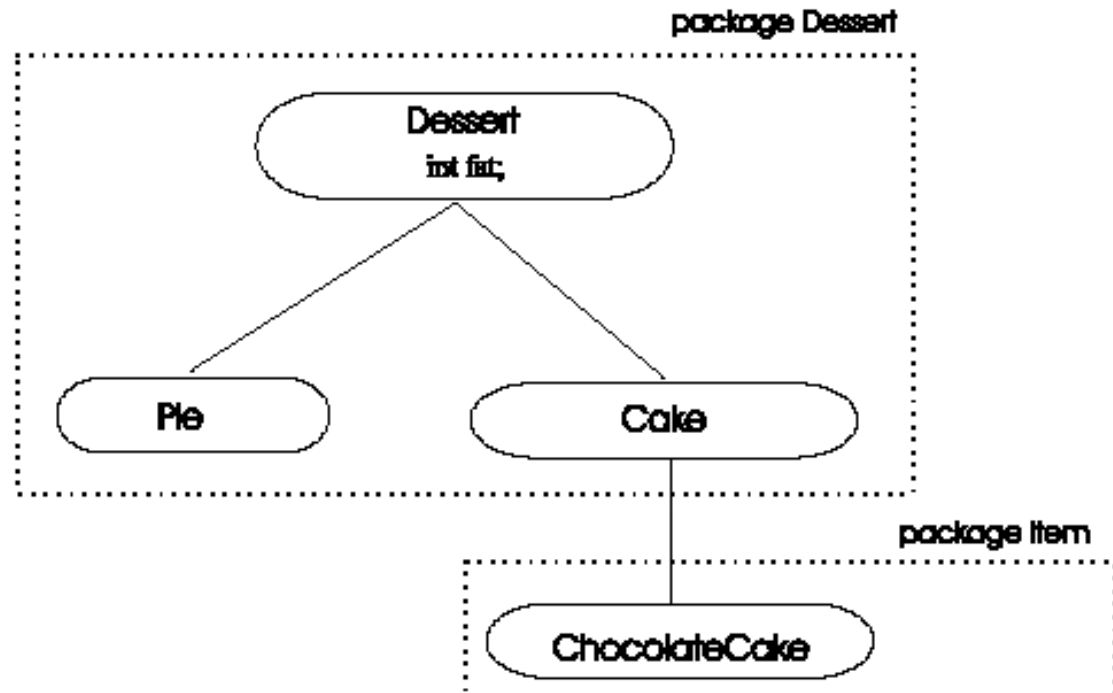 package Dessert
Dessert
int fat;
Pie
Cake
package Item
ChocolateCake